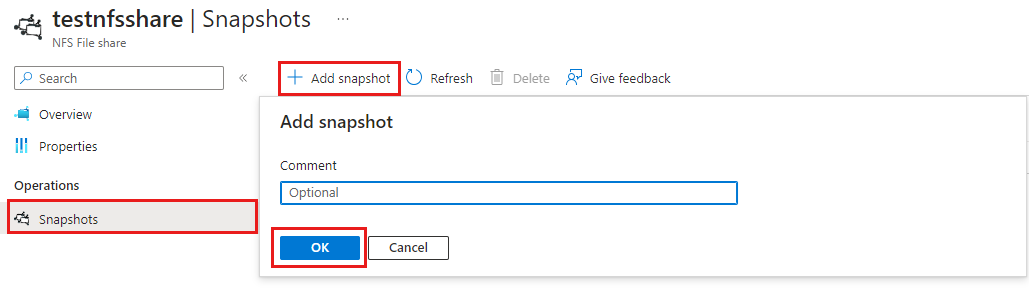 testnfsshare | Snapshots ...
NFS File share
Search «
+ Add snapshot Refresh Delete Give feedback
Overview
Properties
Operations
Snapshots
Add snapshot
Comment
Optional
OK Cancel